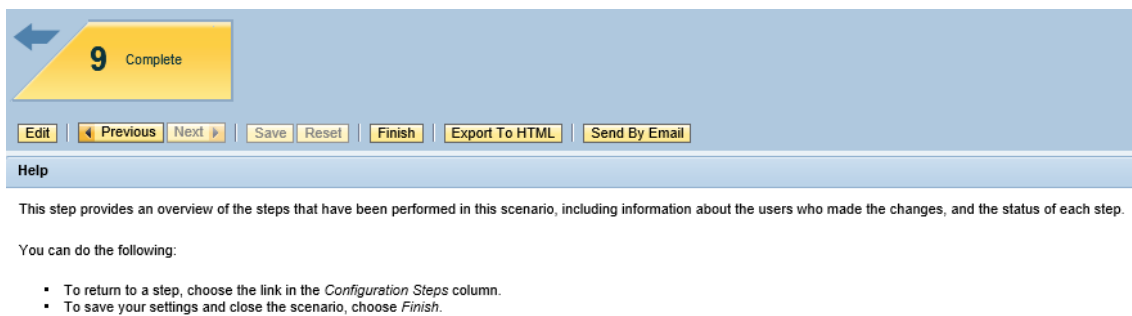 9 Complete
Edit Previous Next Save Reset Finish Export To HTML Send By Email
Help
This step provides an overview of the steps that have been performed in this scenario, including information about the users who made the changes, and the status of each step.
You can do the following:
▪ To return to a step, choose the link in the Configuration Steps column.
▪ To save your settings and close the scenario, choose Finish.